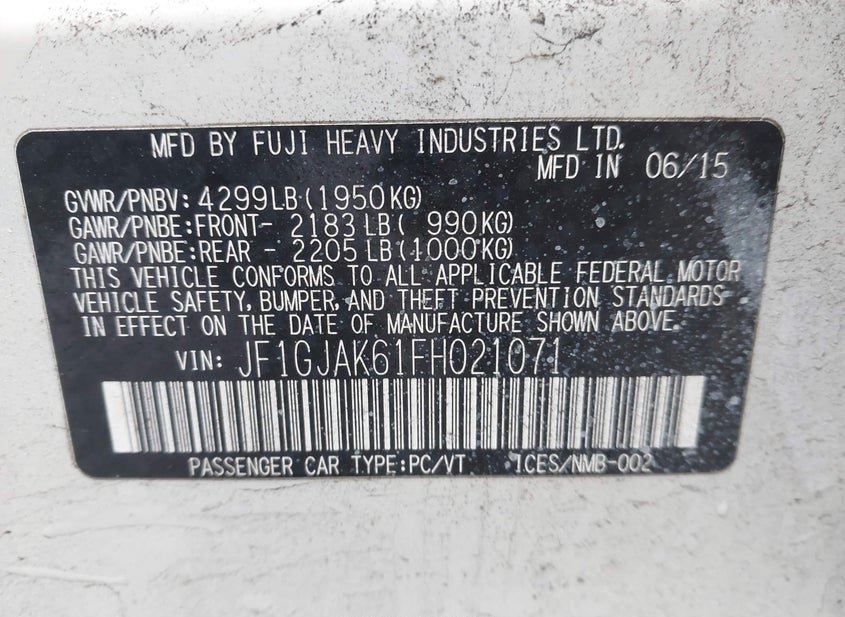 MFD BY FUJI HEAVY INDUSTRIES LTD.
MFD IN 06/15
GVWR/PNBV: 4299LB(1950KG)
GAWR/PNBE:FRONT- 2183LB( 990KG)
GAWR/PNBE:REAR - 2205LB(1000KG)
THIS VEHICLE CONFORMS TO ALL APPLICABLE FEDERAL MOTOR
VEHICLE SAFETY, BUMPER, AND THEFT PREVENTION STANDARDS
IN EFFECT ON THE DATE OF MANUFACTURE SHOWN ABOVE.
VIN: JF1GJAK61FH021071
PASSENGER CAR TYPE:PC/VT ICES/NMB-002